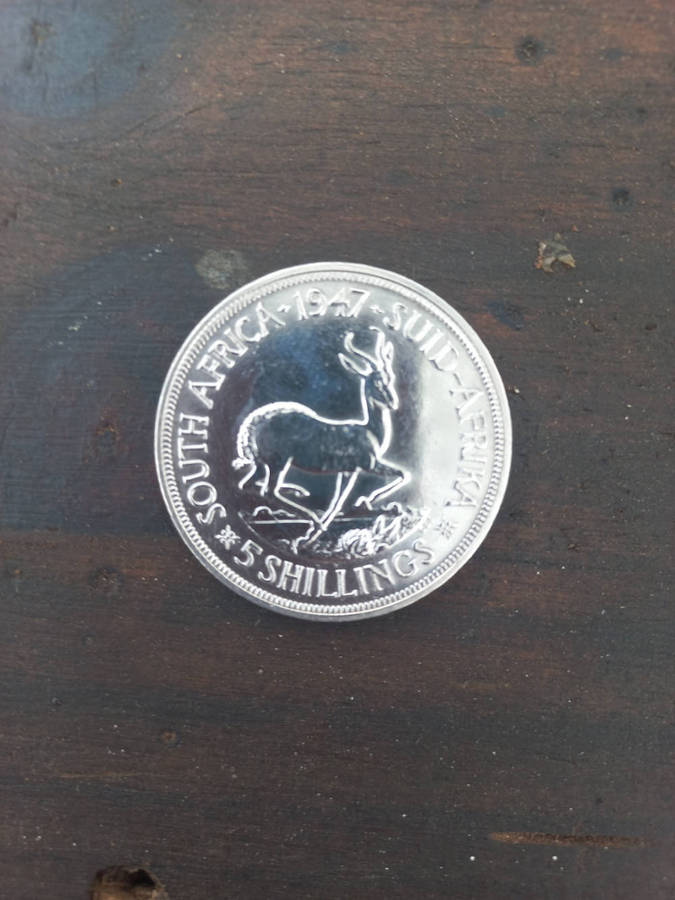 SOUTH AFRICA · 1947 · SUID-AFRIKA
5 SHILLINGS